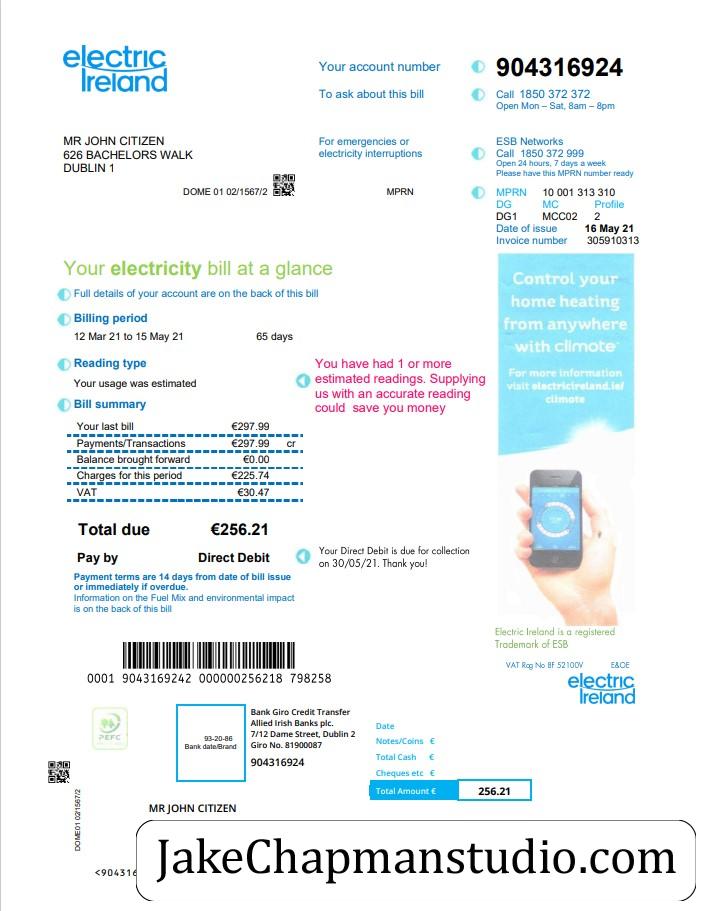 electric
Ireland
Your account number 904316924
To ask about this bill Call 1850 372 372
Open Mon – Sat, 8am – 8pm
MR JOHN CITIZEN
626 BACHELORS WALK
DUBLIN 1
For emergencies or
electricity interruptions
ESB Networks
Call 1850 372 999
Open 24 hours, 7 days a week
Please have this MPRN number ready
DOME 01 02/1567/2
MPRN
MPRN 10 001 313 310
DG MC Profile
DG1 MCC02 2
Date of issue 16 May 21
Invoice number 305910313
Your electricity bill at a glance
Full details of your account are on the back of this bill
Billing period
12 Mar 21 to 15 May 21 65 days
Reading type
Your usage was estimated
You have had 1 or more
estimated readings. Supplying
us with an accurate reading
could save you money
Bill summary
Your last bill €297.99
Payments/Transactions €297.99 cr
Balance brought forward €0.00
Charges for this period €225.74
VAT €30.47
Total due €256.21
Pay by Direct Debit
Your Direct Debit is due for collection
on 30/05/21. Thank you!
Payment terms are 14 days from date of bill issue
or immediately if overdue.
Information on the Fuel Mix and environmental impact
is on the back of this bill
Control your
home heating
from anywhere
with climote
For more information
visit electricireland.ie/
climote
Electric Ireland is a registered
Trademark of ESB
VAT Reg No 8F 52100V E&OE
electric
Ireland
0001 9043169242 000000256218 798258
PEFC
93-20-86
Bank date/Brand
Bank Giro Credit Transfer
Allied Irish Banks plc.
7/12 Dame Street, Dublin 2
Giro No. 81900087
904316924
Date
Notes/Coins €
Total Cash €
Cheques etc €
Total Amount € 256.21
DOME01 021567/2
MR JOHN CITIZEN
<904316
JakeChapmanstudio.com